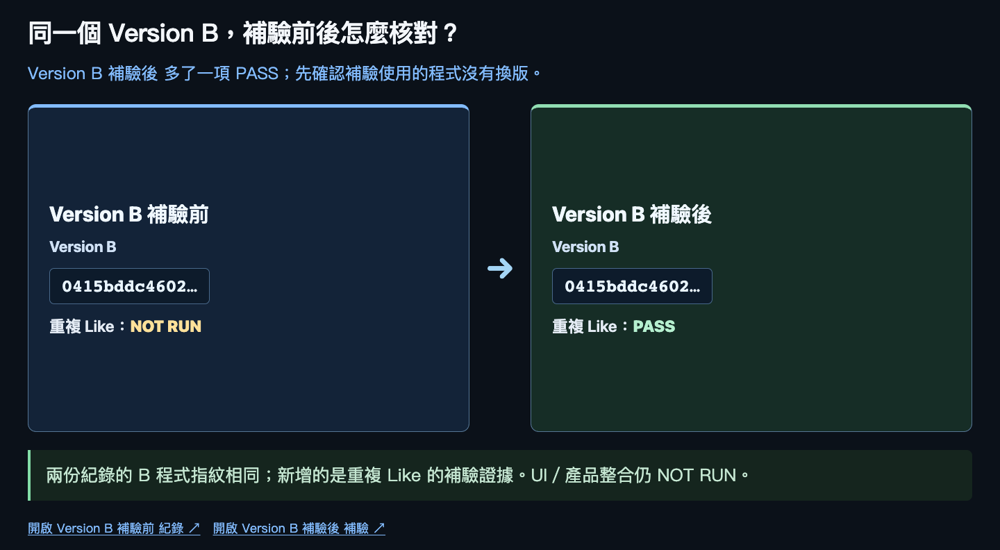 同一個 Version B，補驗前後怎麼核對？
Version B 補驗後 多了一項 PASS；先確認補驗使用的程式沒有換版。
Version B 補驗前
Version B
0415bddc4602…
重複 Like：NOT RUN
→
Version B 補驗後
Version B
0415bddc4602…
重複 Like：PASS
兩份紀錄的 B 程式指紋相同；新增的是重複 Like 的補驗證據。UI / 產品整合仍 NOT RUN。
開啟 Version B 補驗前 紀錄 ↗ 開啟 Version B 補驗後 補驗 ↗